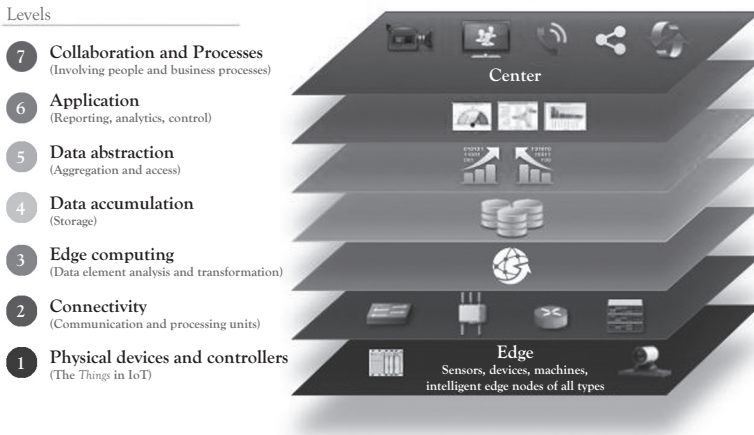 Levels
7 Collaboration and Processes
(Involving people and business processes)
6 Application
(Reporting, analytics, control)
5 Data abstraction
(Aggregation and access)
4 Data accumulation
(Storage)
3 Edge computing
(Data element analysis and transformation)
2 Connectivity
(Communication and processing units)
1 Physical devices and controllers
(The Things in IoT)
Center
Edge
Sensors, devices, machines,
intelligent edge nodes of all types